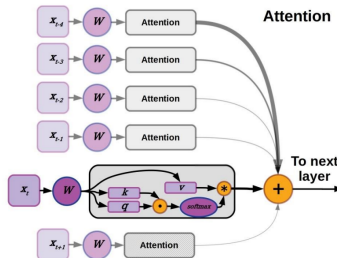 Attention
x_{t-4} W Attention
x_{t-3} W Attention
x_{t-2} W Attention
x_{t-1} W Attention
x_t W k q v softmax
To next
layer
x_{t+1} W Attention